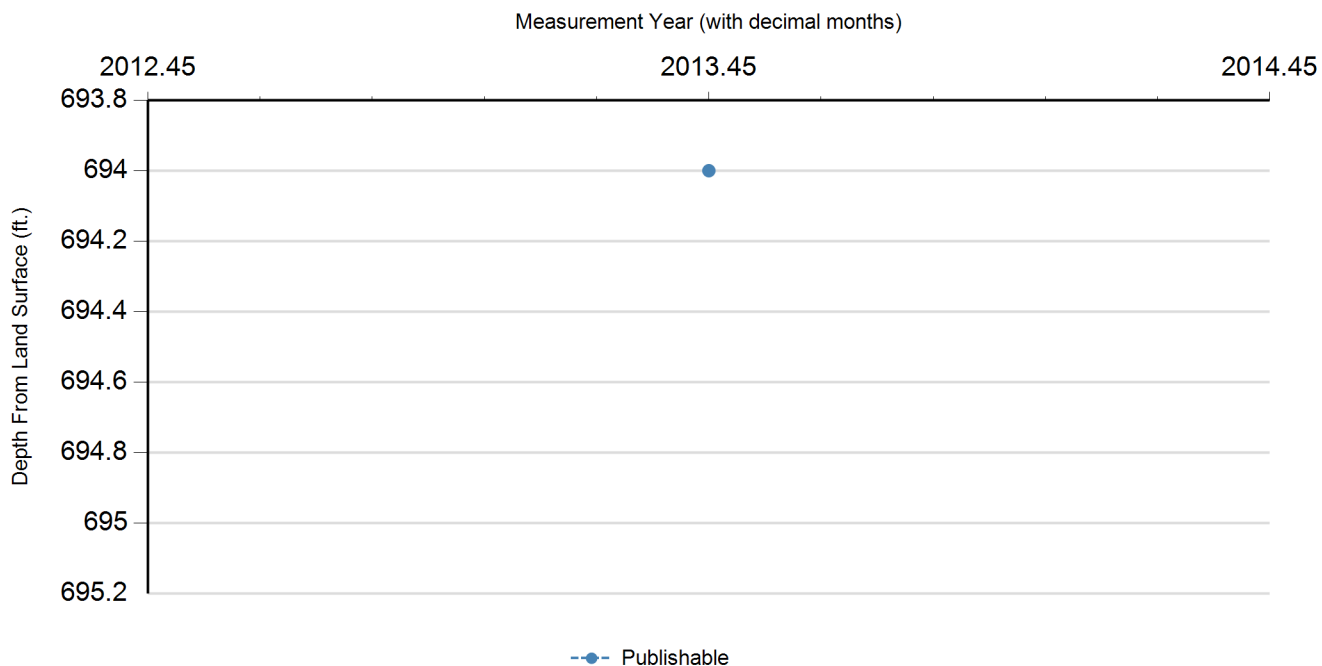 Measurement Year (with decimal months)
2012.45 2013.45 2014.45
693.8
694
694.2
694.4
694.6
694.8
695
695.2
Depth From Land Surface (ft.)
Publishable